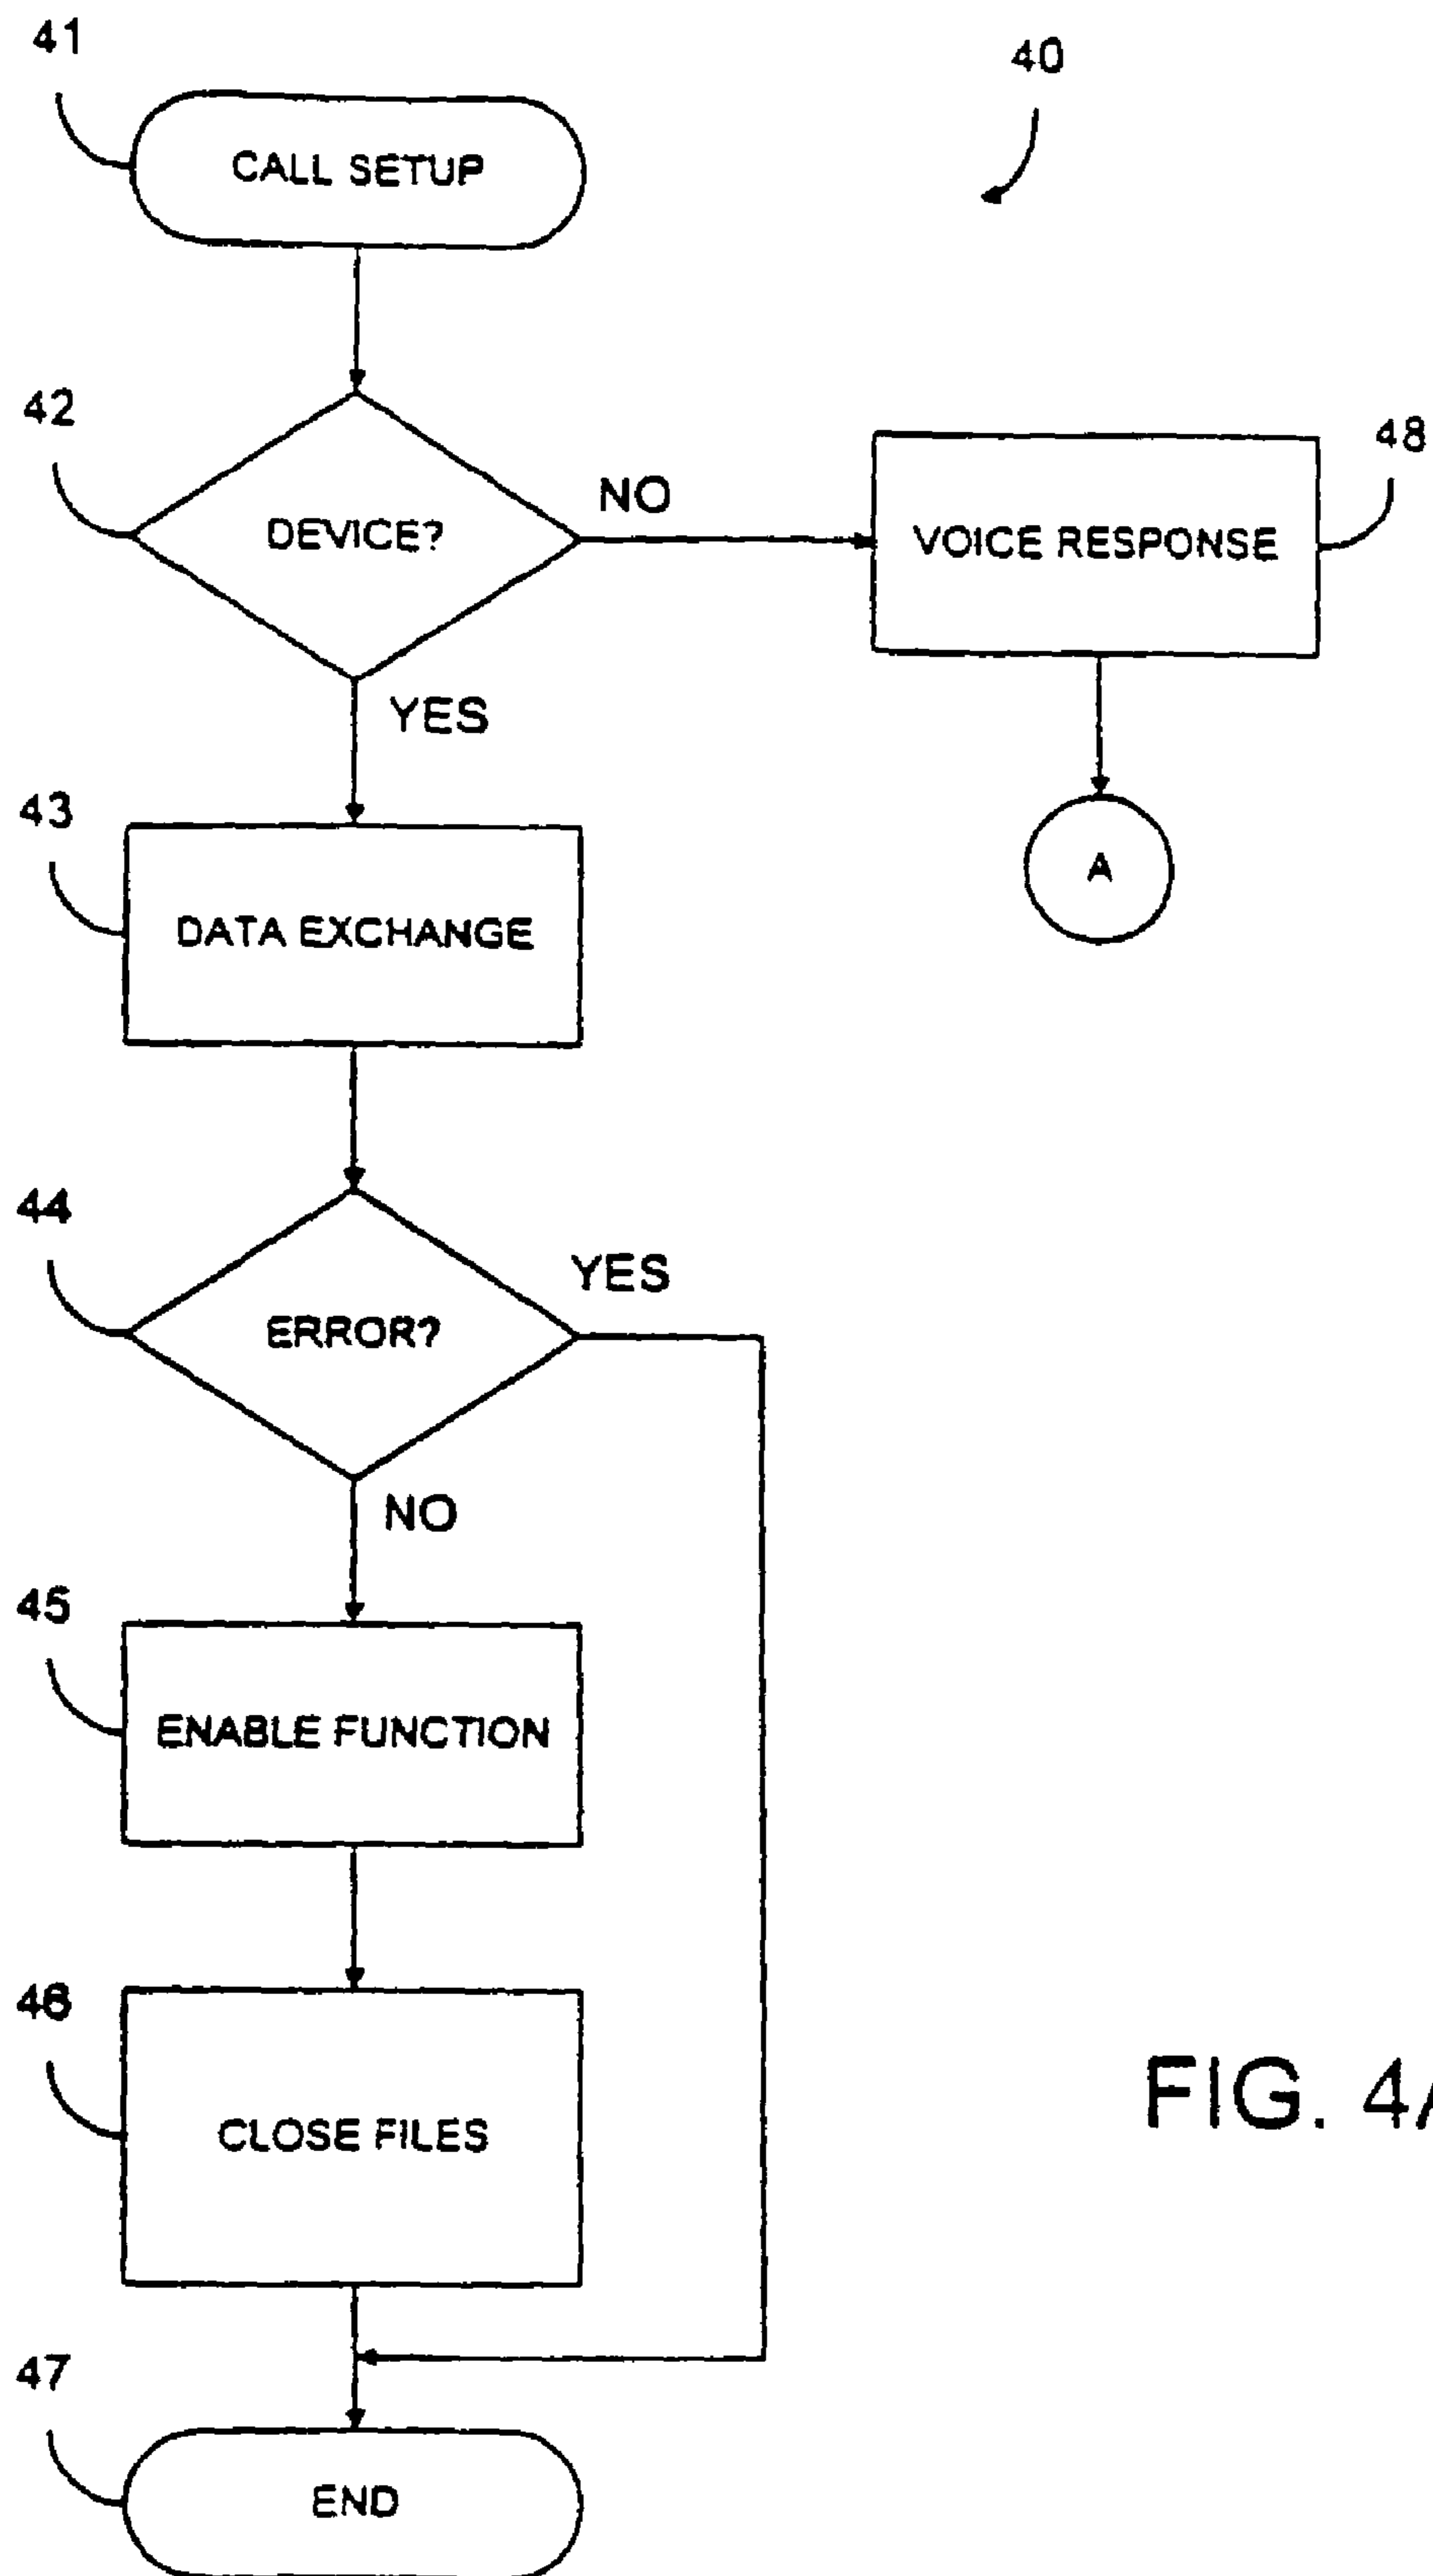 41
40
CALL SETUP
42
48
NO
DEVICE?
VOICE RESPONSE
YES
43
A
DATA EXCHANGE
44
YES
ERROR?
NO
45
ENABLE FUNCTION
46
CLOSE FILES
FIG. 4
47
END